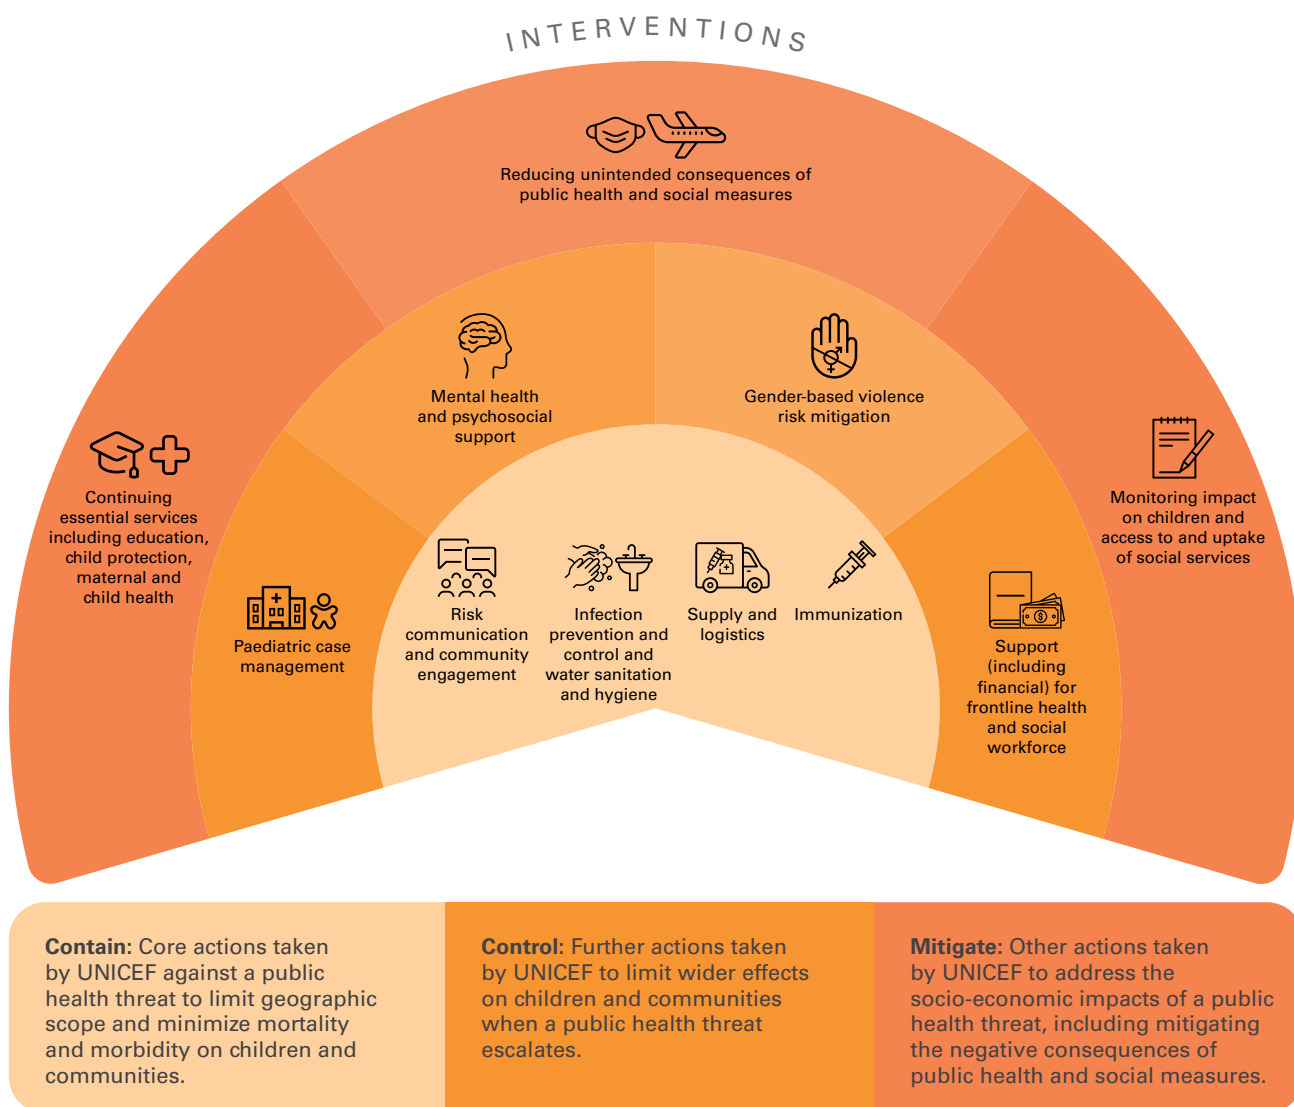 INTERVENTIONS
Reducing unintended consequences of
public health and social measures
Mental health
and psychosocial
support
Gender-based violence
risk mitigation
Continuing
essential services
including education,
child protection,
maternal and
child health
Monitoring impact
on children and
access to and uptake
of social services
Paediatric case
management
Risk
communication
and community
engagement
Infection
prevention and
control and
water sanitation
and hygiene
Supply and
logistics
Immunization
Support
(including
financial) for
frontline health
and social
workforce
Contain: Core actions taken
by UNICEF against a public
health threat to limit geographic
scope and minimize mortality
and morbidity on children and
communities.
Control: Further actions taken
by UNICEF to limit wider effects
on children and communities
when a public health threat
escalates.
Mitigate: Other actions taken
by UNICEF to address the
socio-economic impacts of a public
health threat, including mitigating
the negative consequences of
public health and social measures.